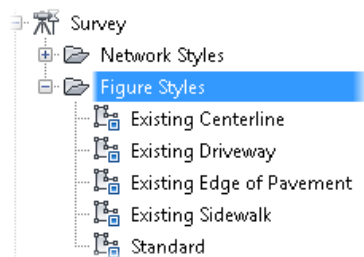 Survey
Network Styles
Figure Styles
Existing Centerline
Existing Driveway
Existing Edge of Pavement
Existing Sidewalk
Standard